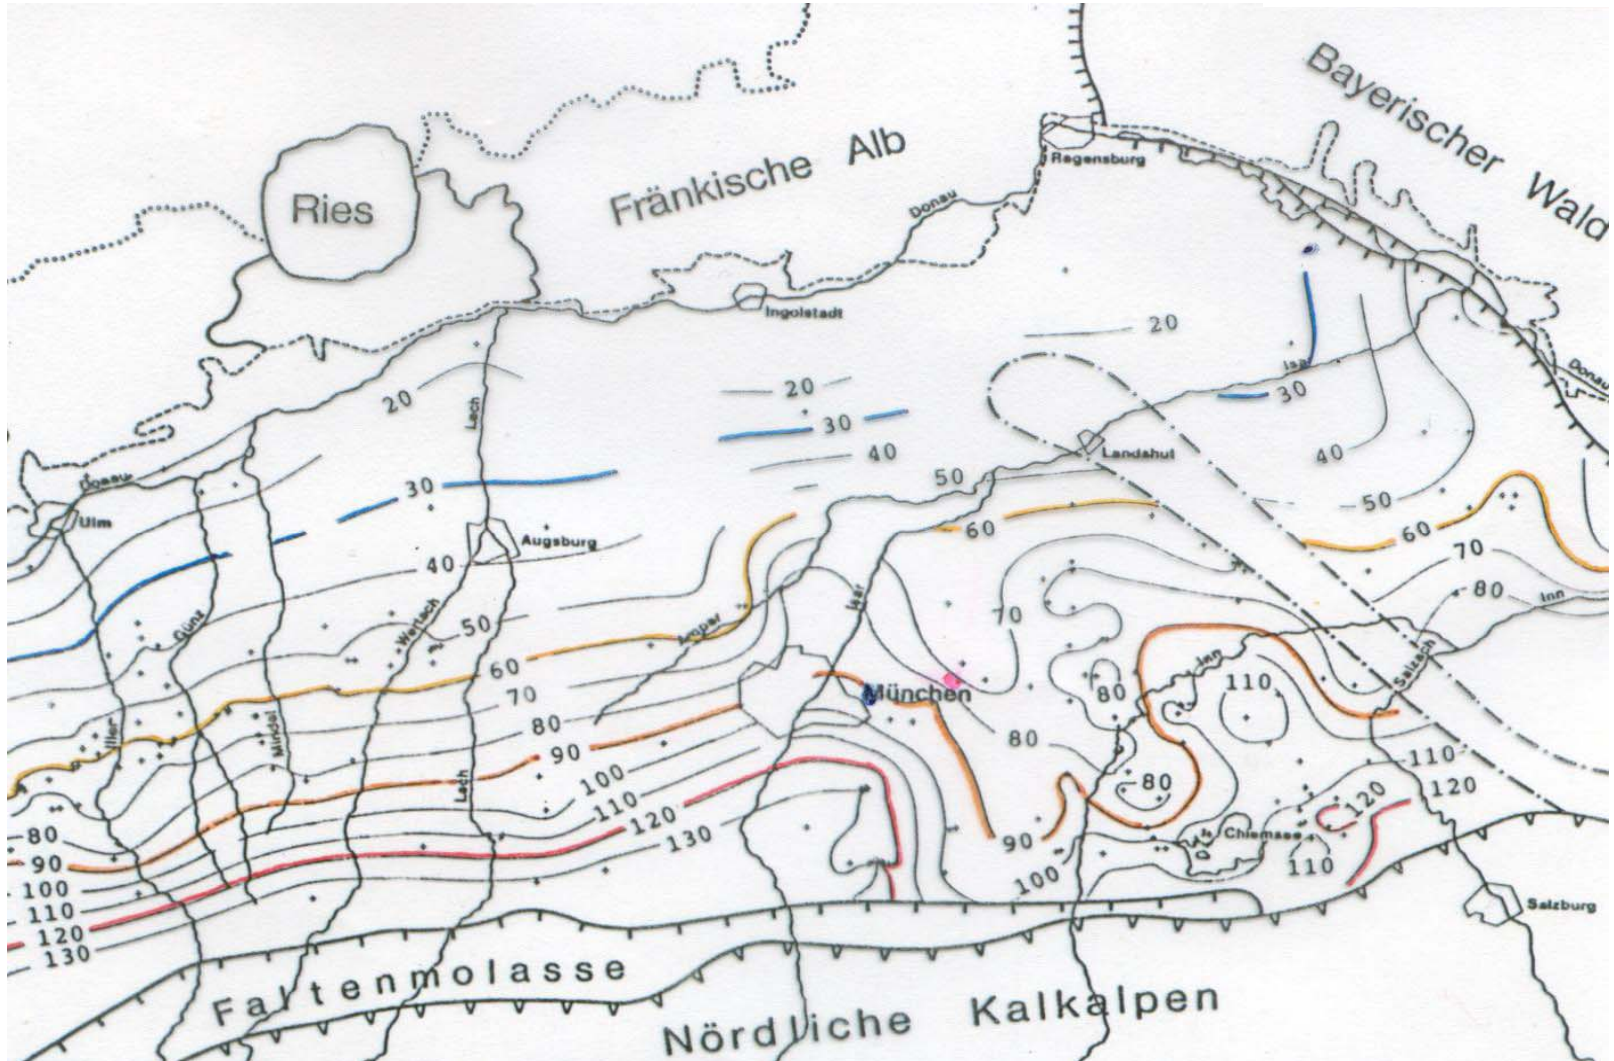 Bayerischer Wald
Fränkische Alb
Regensburg
Ries
Donau
Ingolstadt
20
Isar
Donau
20
20
30
Lech
30
40
Landshut
40
Donau
30
50
50
Ulm
60
60
Augsburg
70
40
80
Inn
Günz
Wertach
Isar
70
50
Amper
60
Inn
Salzach
70
80
110
München
Iller
Mindel
80
80
90
110
100
Lech
80
120
120
110
80
120
90
Chiemsee
130
90
110
100
100
110
Salzburg
120
130
Faltenmolasse
Nördliche Kalkalpen